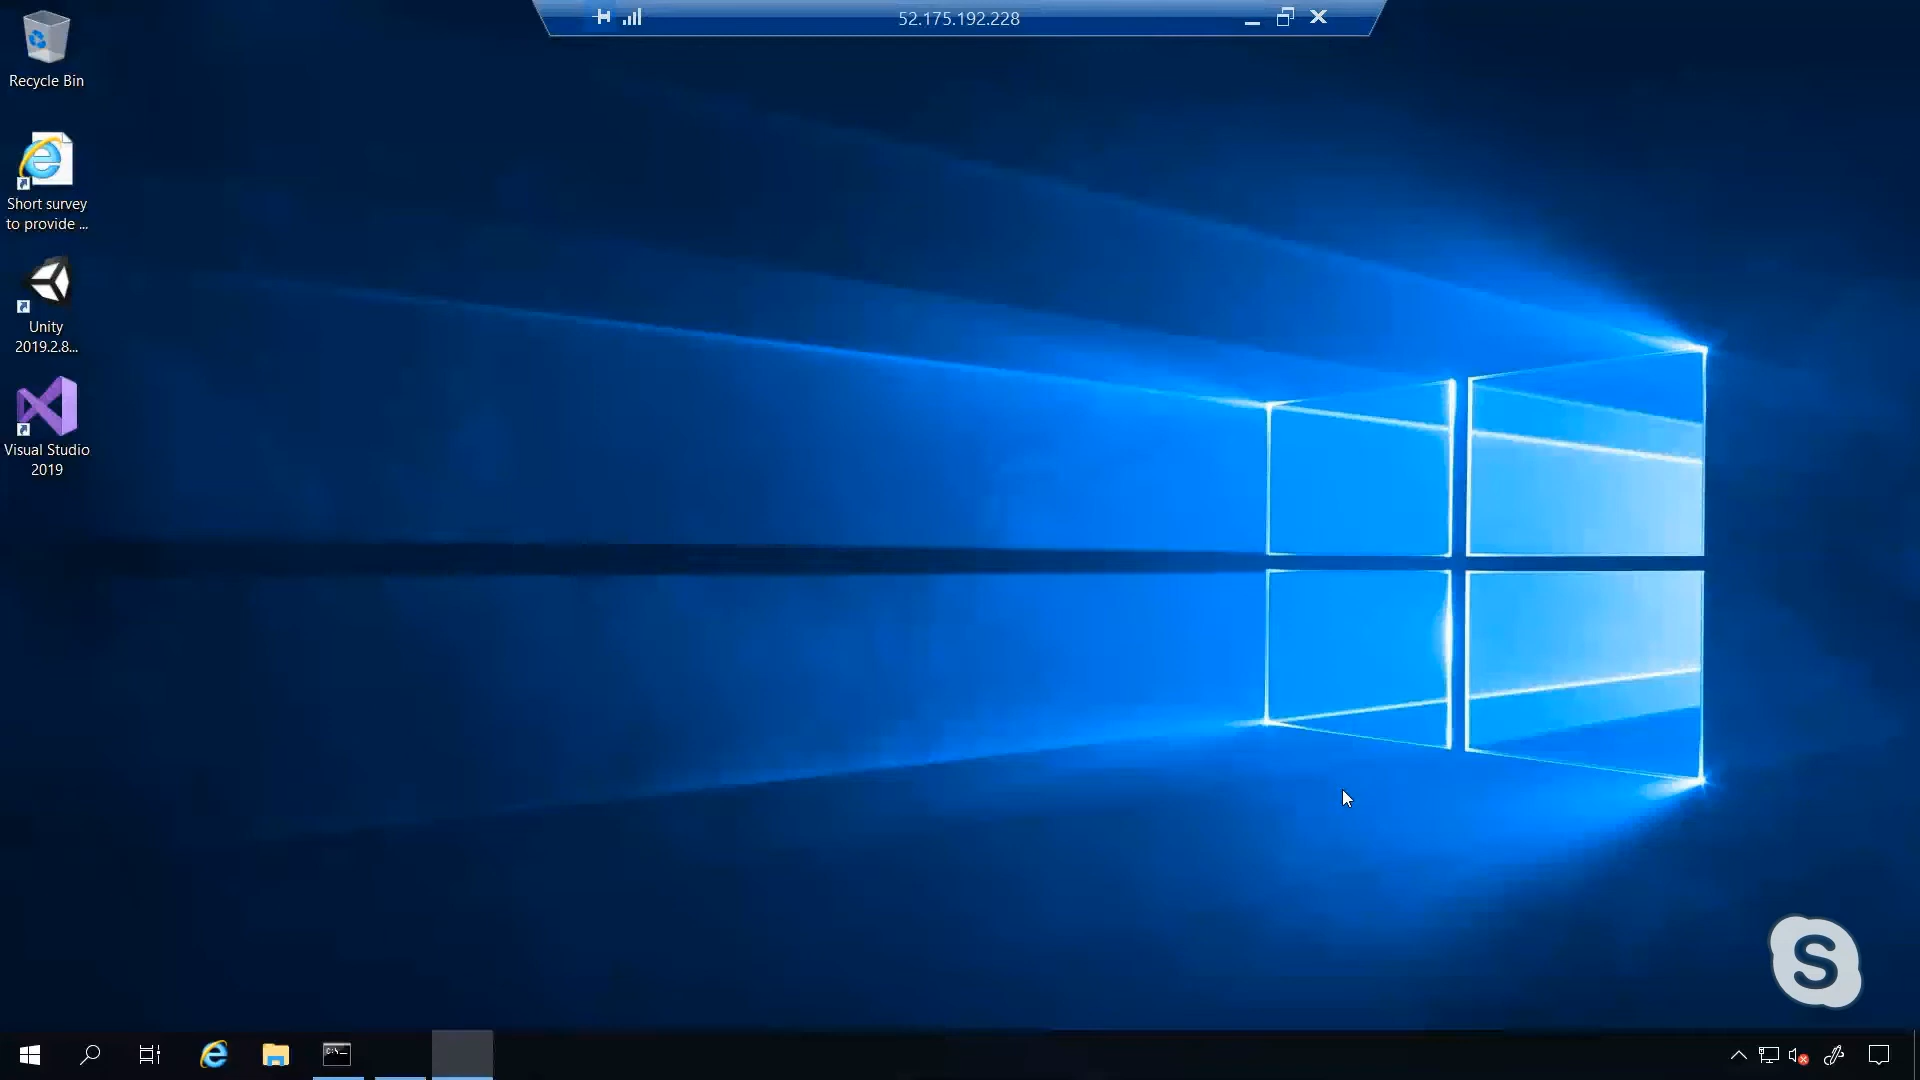 52.175.192.228
Recycle Bin
Short survey
to provide ...
Unity
2019.2.8...
Visual Studio
2019
C:\._
S